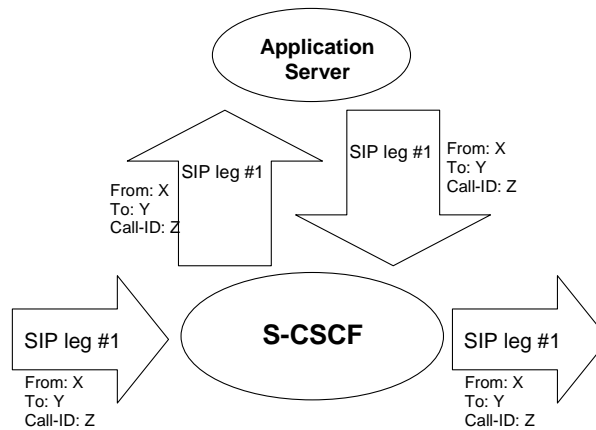 Application
Server
SIP leg #1
From: X
To: Y
Call-ID: Z
SIP leg #1
From: X
To: Y
Call-ID: Z
S-CSCF
SIP leg #1
From: X
To: Y
Call-ID: Z
SIP leg #1
From: X
To: Y
Call-ID: Z